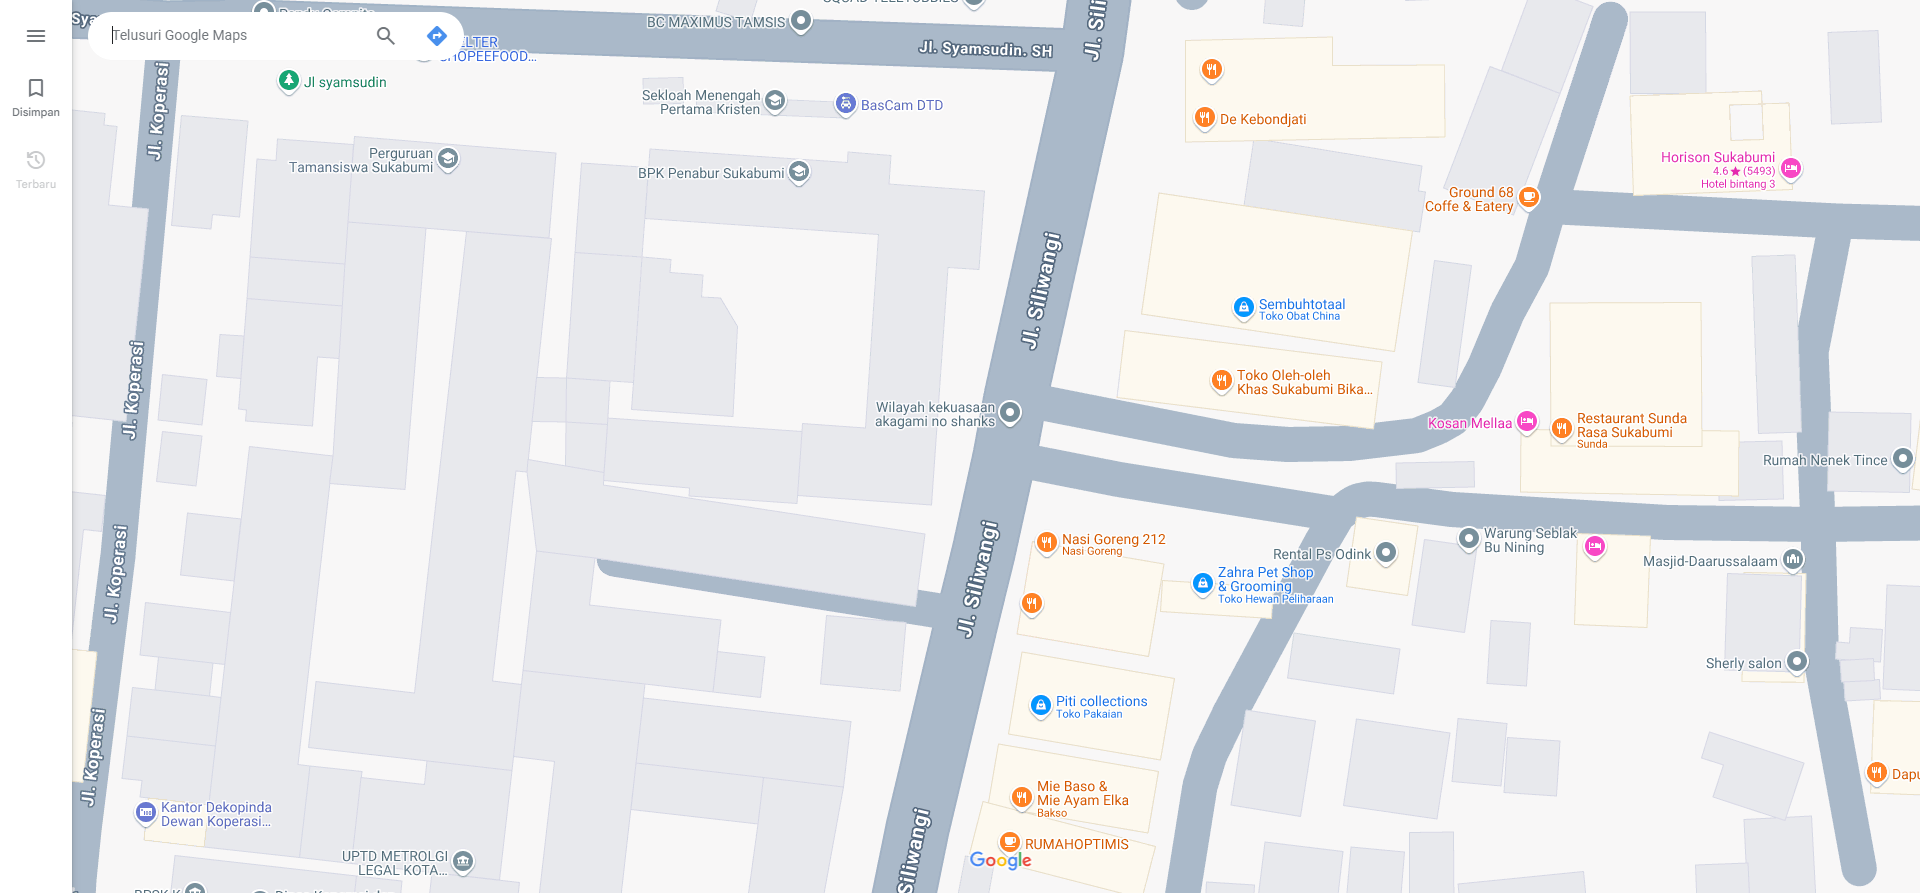 Telusuri Google Maps
Disimpan
Terbaru
BC MAXIMUS TAMSIS
Jl. Syamsudin. SH
SHOPEEFOOD...
Jl syamsudin
Jl. Koperasi
Sekloah Menengah
Pertama Kristen
BasCam DTD
De Kebondjati
Perguruan
Tamansiswa Sukabumi
BPK Penabur Sukabumi
Horison Sukabumi
4.6★(5493)
Hotel bintang 3
Ground 68
Coffe & Eatery
Jl. Siliwangi
Sembuhtotaal
Toko Obat China
Jl. Koperasi
Toko Oleh-oleh
Khas Sukabumi Bika...
Wilayah kekuasaan
akagami no shanks
Kosan Mellaa
Restaurant Sunda
Rasa Sukabumi
Sunda
Rumah Nenek Tince
Nasi Goreng 212
Nasi Goreng
Rental Ps Odink
Warung Seblak
Bu Nining
Masjid-Daarussalaam
Jl. Koperasi
Jl. Siliwangi
Zahra Pet Shop
& Grooming
Toko Hewan Peliharaan
Sherly salon
Piti collections
Toko Pakaian
Jl. Koperasi
Mie Baso &
Mie Ayam Elka
Bakso
Kantor Dekopinda
Dewan Koperasi...
RUMAHOPTIMIS
Google
UPTD METROLGI
LEGAL KOTA...
Siliwangi